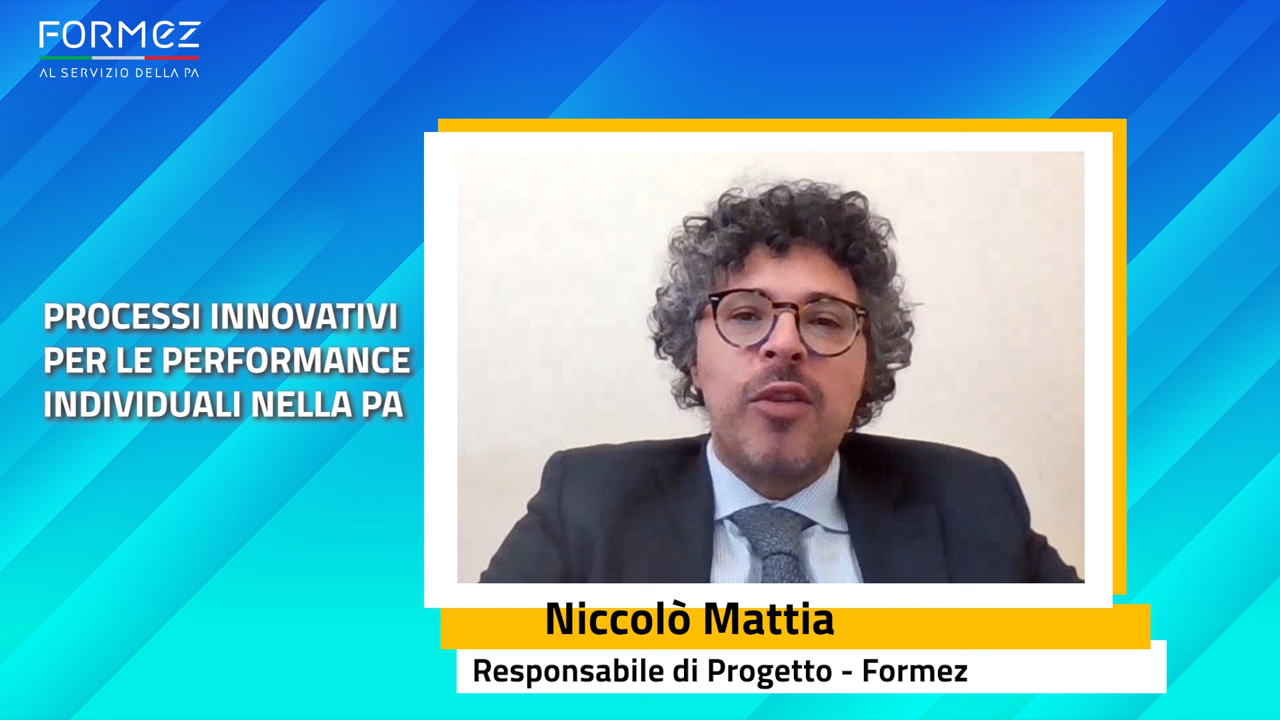 FORMEZ
AL SERVIZIO DELLA PA
PROCESSI INNOVATIVI
PER LE PERFORMANCE
INDIVIDUALI NELLA PA
Niccolò Mattia
Responsabile di Progetto - Formez